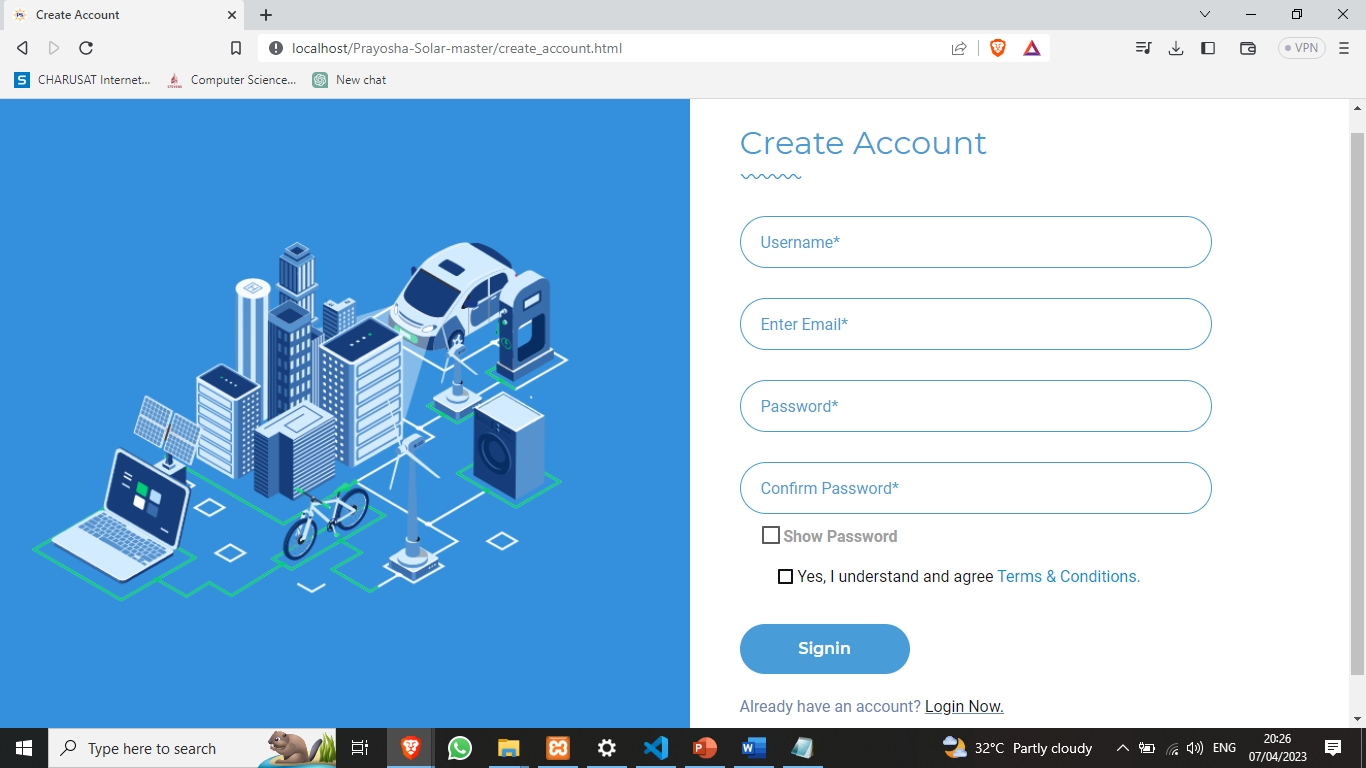 Create Account
localhost/Prayosha-Solar-master/create_account.html
VPN
CHARUSAT Internet...
Computer Science...
New chat
Create Account
Username*
Enter Email*
Password*
Confirm Password*
Show Password
Yes, I understand and agree Terms & Conditions.
Signin
Already have an account? Login Now.
Type here to search
32°C Partly cloudy
ENG
20:26
07/04/2023